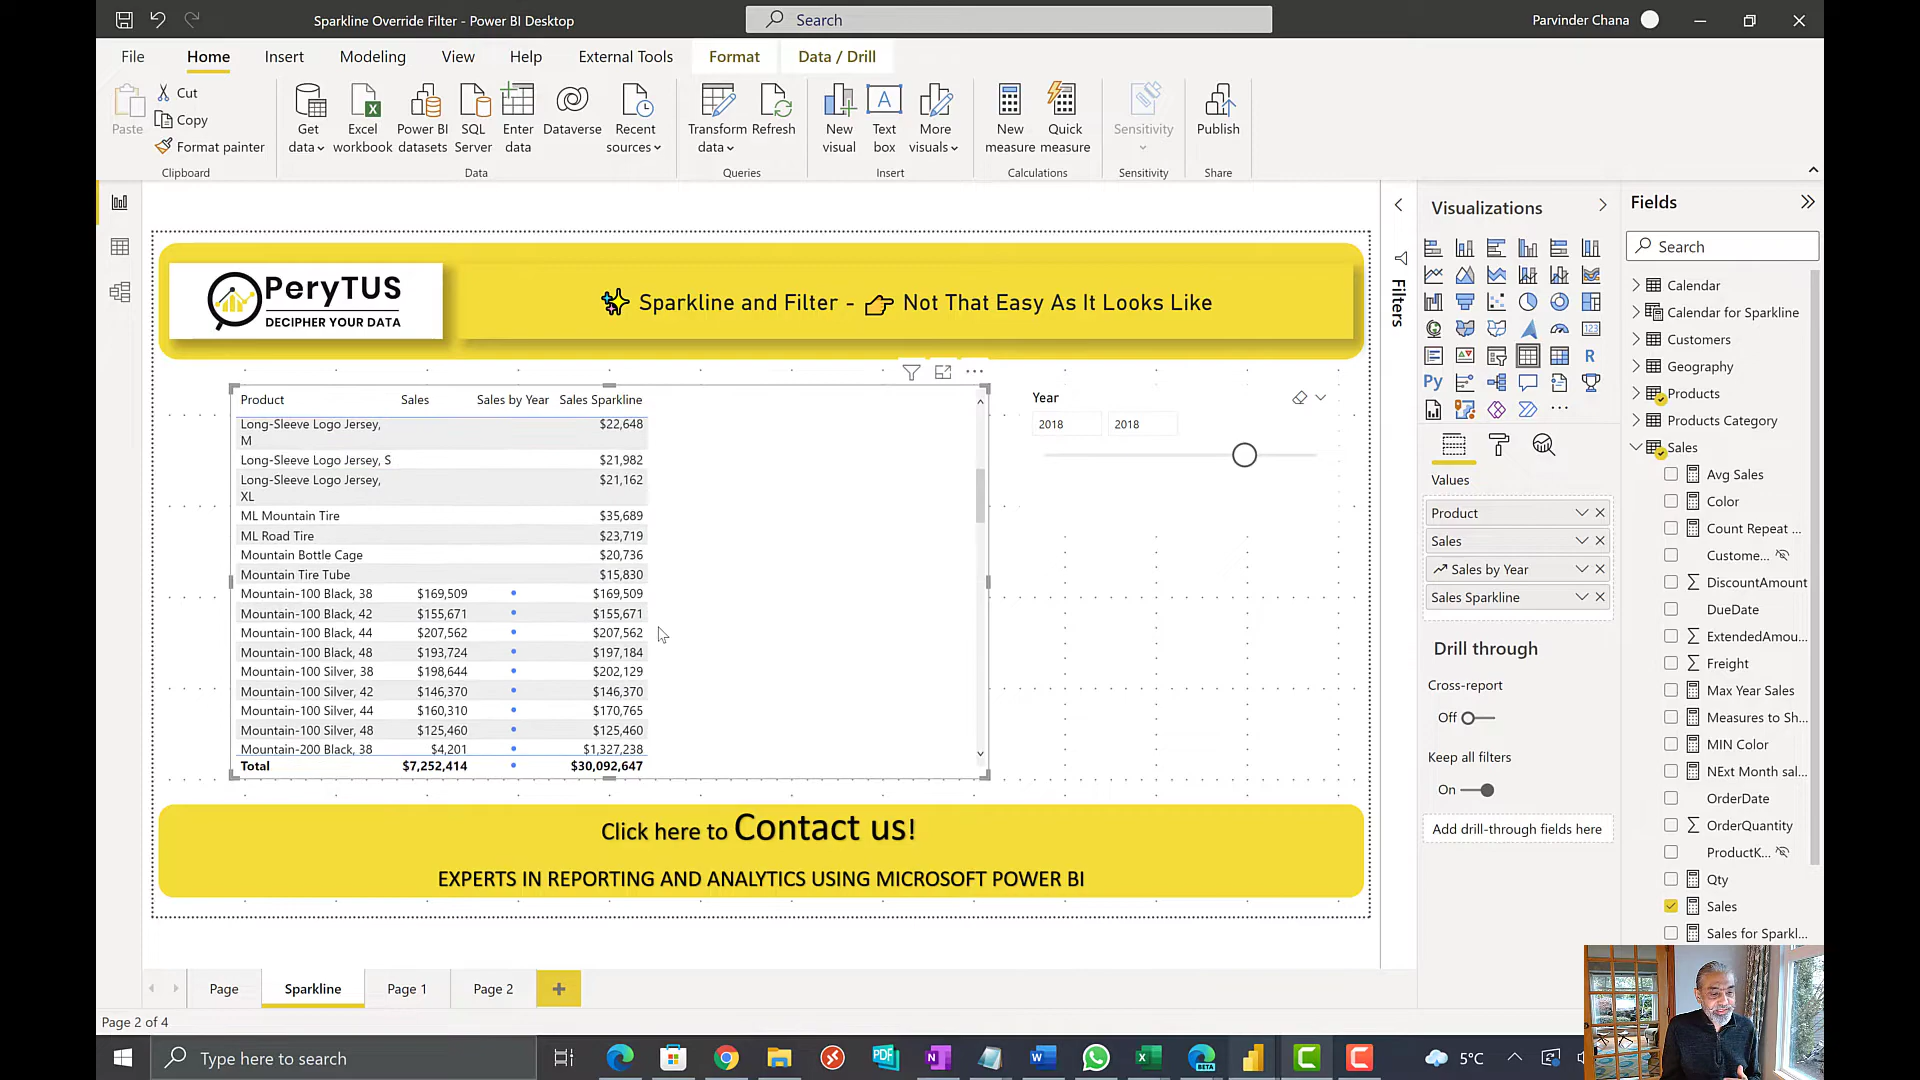 Sparkline Override Filter - Power BI Desktop
Search
Parvinder Chana
File
Home
Insert
Modeling
View
Help
External Tools
Format
Data / Drill
Paste
Cut
Copy
Format painter
Clipboard
Get data
Excel workbook
Power BI datasets
SQL Server
Enter data
Dataverse
Recent sources
Data
Transform data
Refresh
Queries
New visual
Text box
More visuals
Insert
New measure
Quick measure
Calculations
Sensitivity
Sensitivity
Publish
Share
PeryTUS
DECIPHER YOUR DATA
Sparkline and Filter - Not That Easy As It Looks Like
Product Sales Sales by Year Sales Sparkline
Long-Sleeve Logo Jersey, M $22,648
Long-Sleeve Logo Jersey, S $21,982
Long-Sleeve Logo Jersey, XL $21,162
ML Mountain Tire $35,689
ML Road Tire $23,719
Mountain Bottle Cage $20,736
Mountain Tire Tube $15,830
Mountain-100 Black, 38 $169,509 $169,509
Mountain-100 Black, 42 $155,671 $155,671
Mountain-100 Black, 44 $207,562 $207,562
Mountain-100 Black, 48 $193,724 $197,184
Mountain-100 Silver, 38 $198,644 $202,129
Mountain-100 Silver, 42 $146,370 $146,370
Mountain-100 Silver, 44 $160,310 $170,765
Mountain-100 Silver, 48 $125,460 $125,460
Mountain-200 Black, 38 $4,201 $1,327,238
Total $7,252,414 $30,092,647
Year
2018 2018
Click here to Contact us!
EXPERTS IN REPORTING AND ANALYTICS USING MICROSOFT POWER BI
Filters
Visualizations
R
Py
Values
Product
Sales
Sales by Year
Sales Sparkline
Drill through
Cross-report
Off
Keep all filters
On
Add drill-through fields here
Fields
Search
Calendar
Calendar for Sparkline
Customers
Geography
Products
Products Category
Sales
Avg Sales
Color
Count Repeat ...
Custome...
DiscountAmount
DueDate
ExtendedAmou...
Freight
Max Year Sales
Measures to Sh...
MIN Color
NExt Month sal...
OrderDate
OrderQuantity
ProductK...
Qty
Sales
Sales for Sparkl...
Page
Sparkline
Page 1
Page 2
Page 2 of 4
Type here to search
5°C